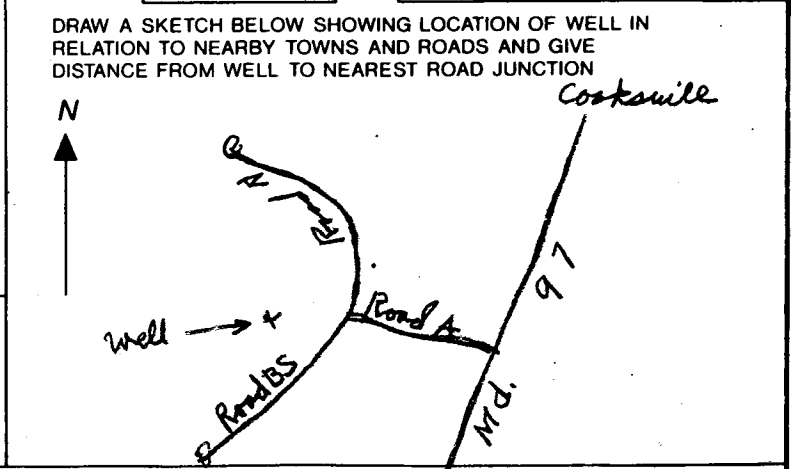 DRAW A SKETCH BELOW SHOWING LOCATION OF WELL IN
RELATION TO NEARBY TOWNS AND ROADS AND GIVE
DISTANCE FROM WELL TO NEAREST ROAD JUNCTION
Cooksville
N
97
Road A
Well
Road BS
Md.